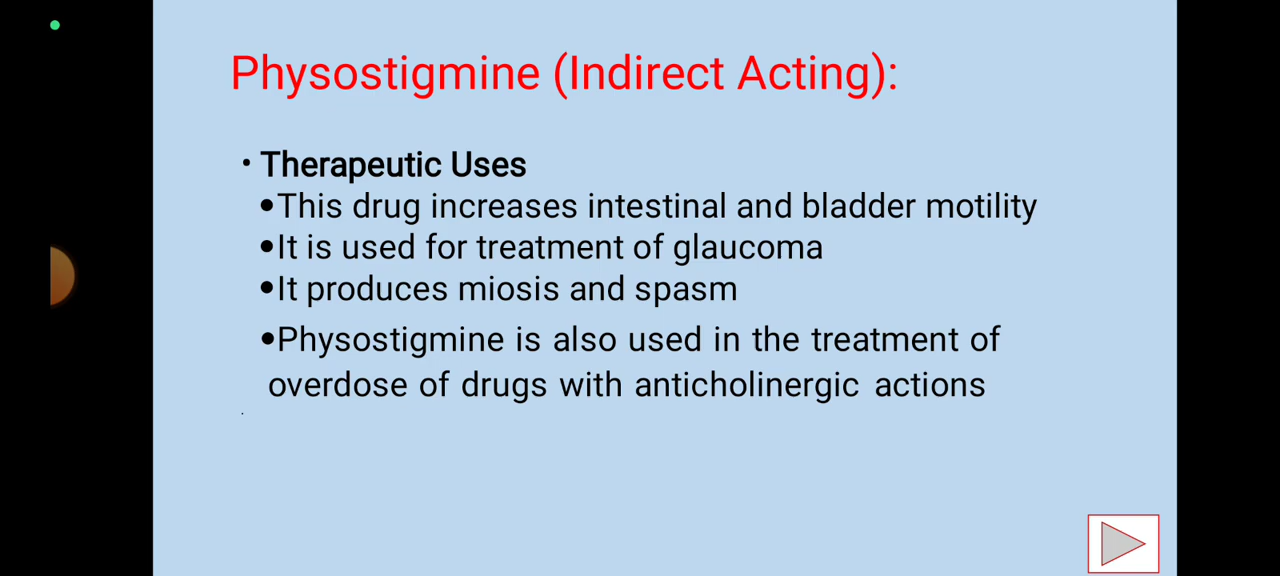 Physostigmine (Indirect Acting):
• Therapeutic Uses
•This drug increases intestinal and bladder motility
•It is used for treatment of glaucoma
•It produces miosis and spasm
•Physostigmine is also used in the treatment of
overdose of drugs with anticholinergic actions
.